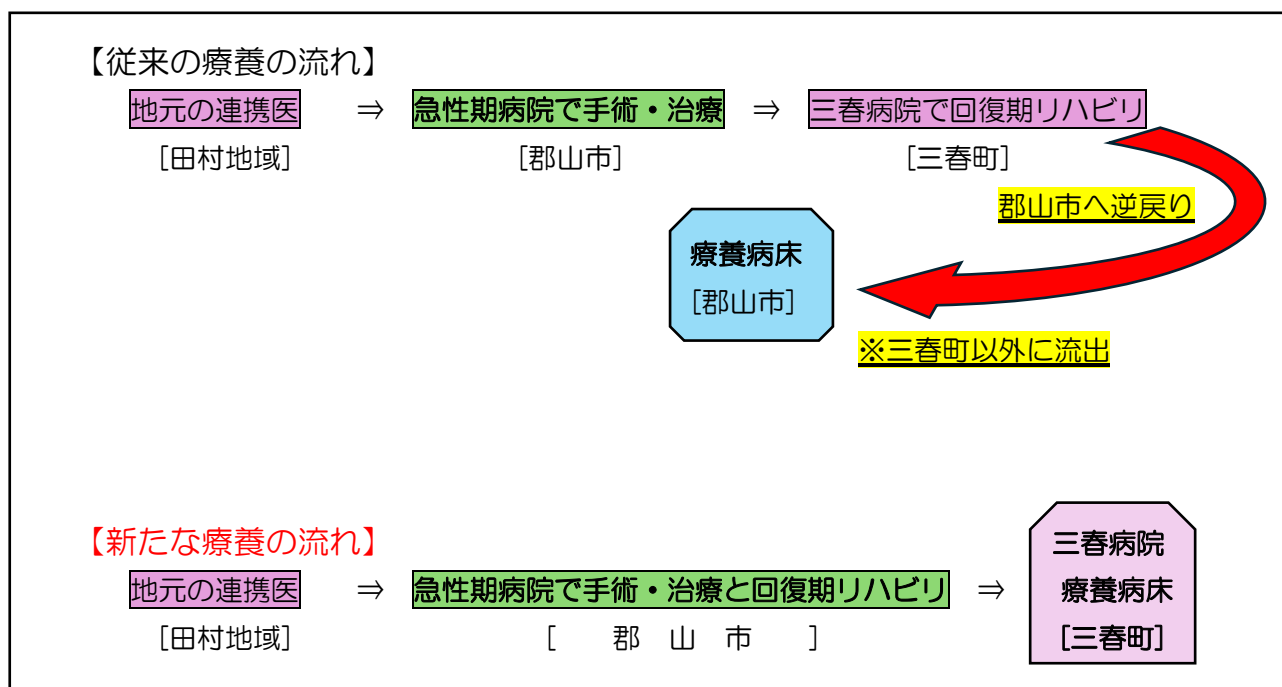 【従来の療養の流れ】
地元の連携医 ⇒ 急性期病院で手術・治療 ⇒ 三春病院で回復期リハビリ
［田村地域］ ［郡山市］ ［三春町］
郡山市へ逆戻り
療養病床
［郡山市］
※三春町以外に流出
【新たな療養の流れ】
地元の連携医 ⇒ 急性期病院で手術・治療と回復期リハビリ ⇒
［田村地域］ ［ 郡 山 市 ］
三春病院
療養病床
［三春町］